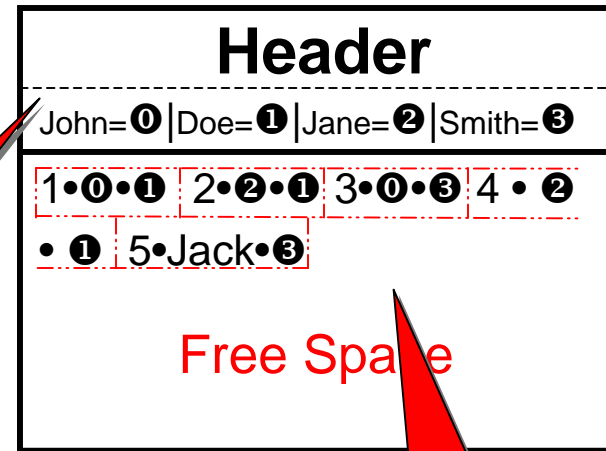 Header
John=⓿|Doe=❶|Jane=❷|Smith=❸
1•⓿•❶ 2•❷•❶ 3•⓿•❸ 4 • ❷
• ❶ 5•Jack•❸
Free Space